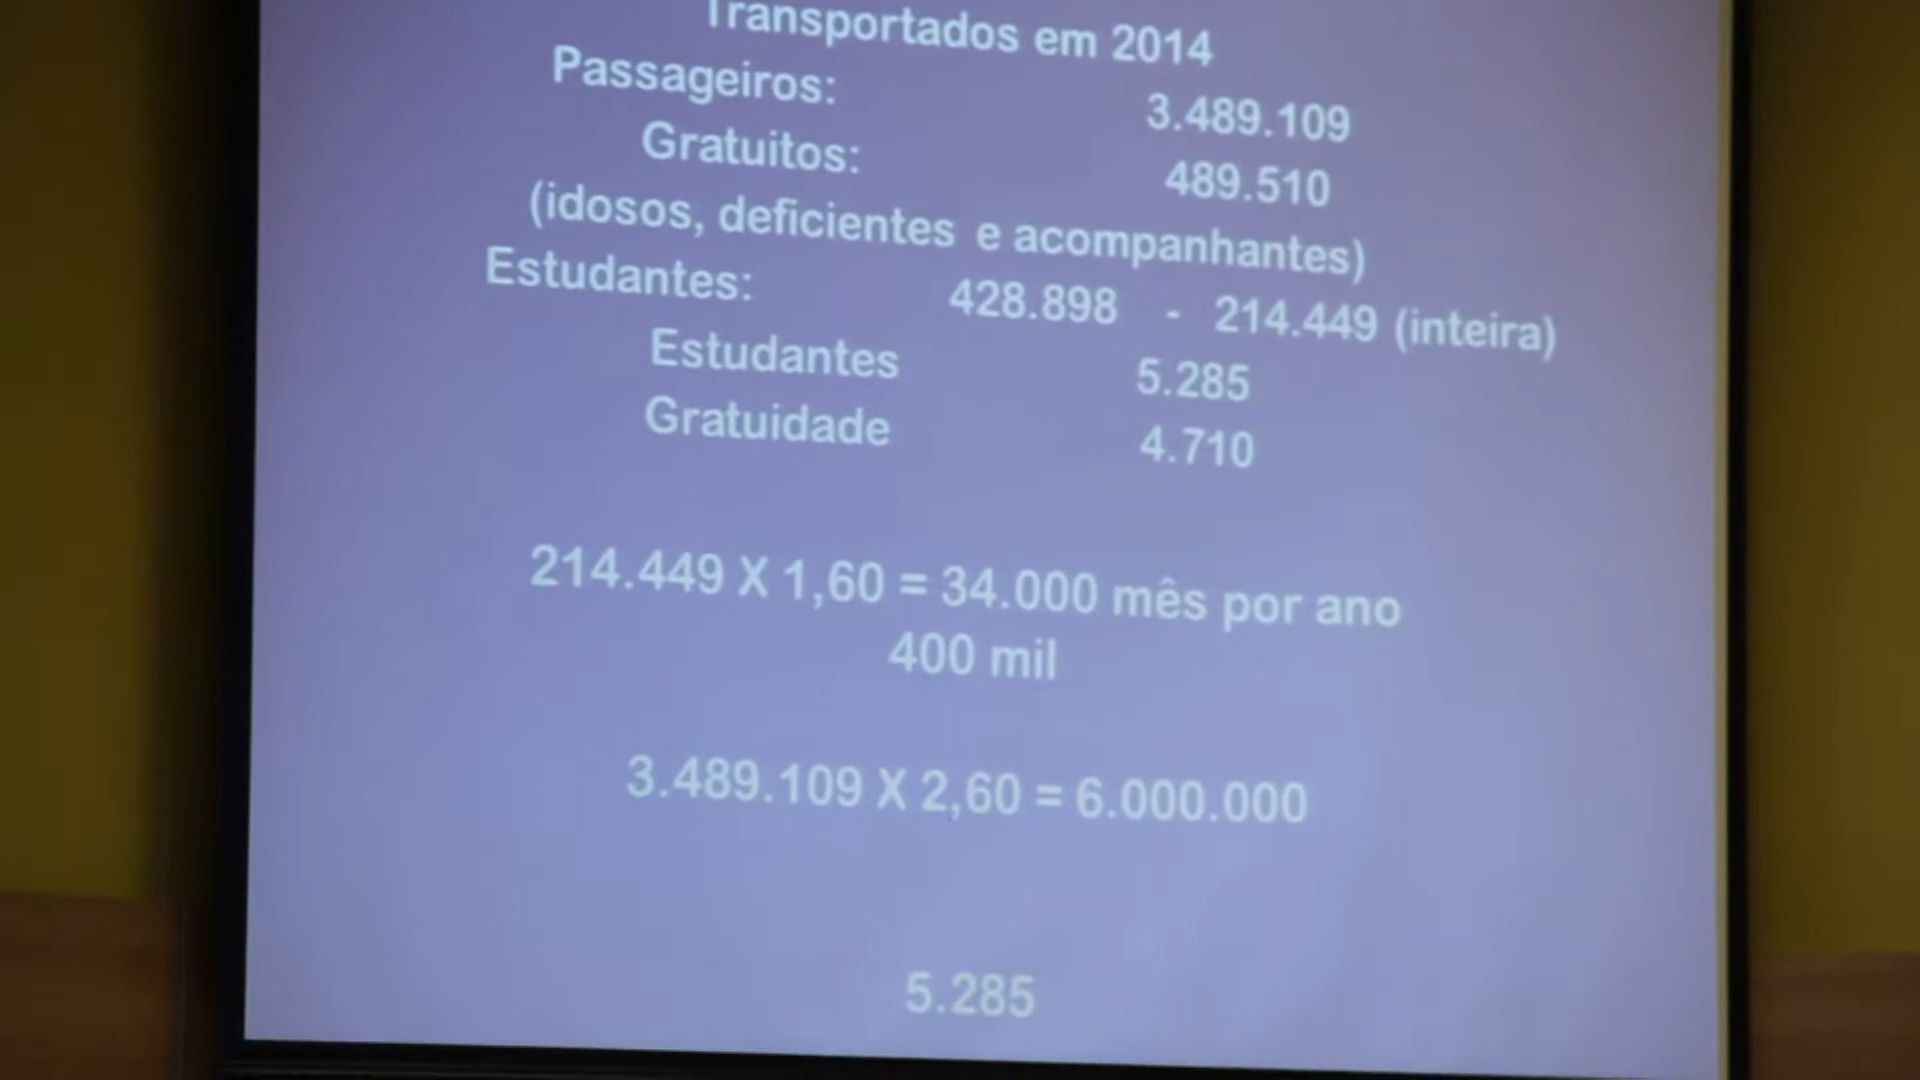 Transportados em 2014
Passageiros: 3.489.109
Gratuitos: 489.510
(idosos, deficientes e acompanhantes)
Estudantes: 428.898 - 214.449 (inteira)
Estudantes 5.285
Gratuidade 4.710
214.449 X 1,60 = 34.000 mês por ano
400 mil
3.489.109 X 2,60 = 6.000.000
5.285